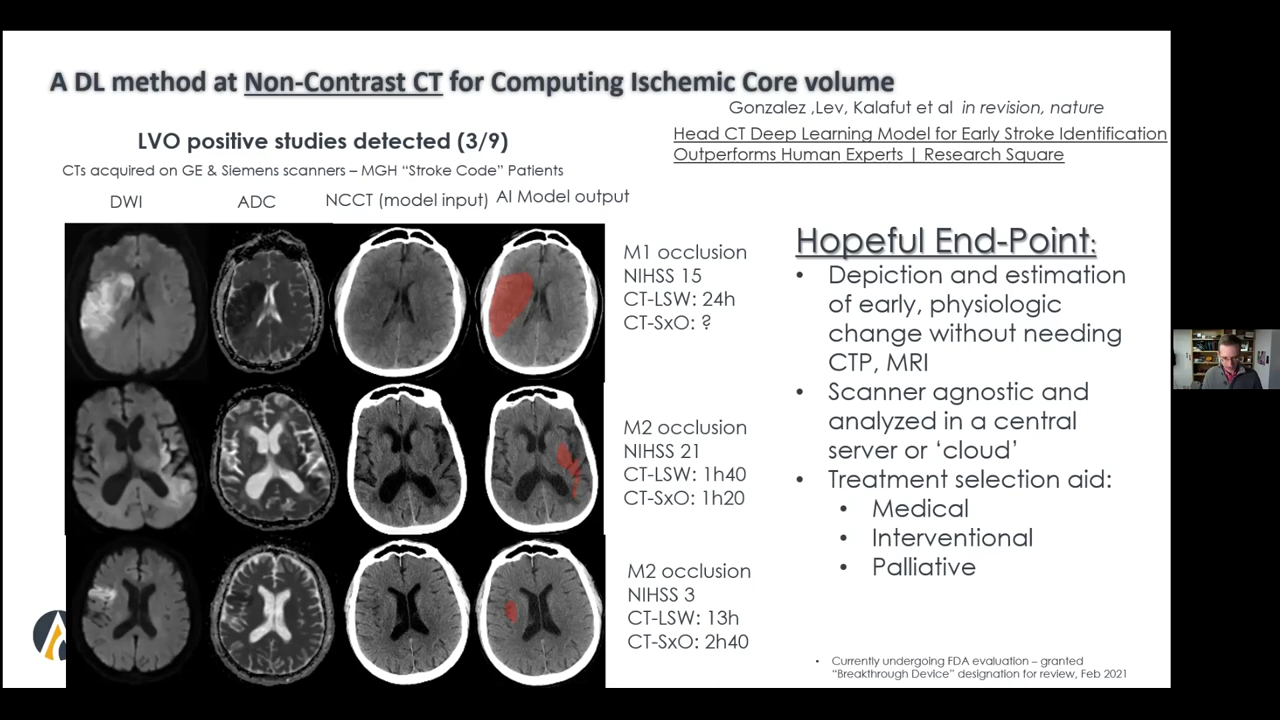 A DL method at Non-Contrast CT for Computing Ischemic Core volume
Gonzalez ,Lev, Kalafut et al in revision, nature
Head CT Deep Learning Model for Early Stroke Identification
Outperforms Human Experts | Research Square
LVO positive studies detected (3/9)
CTs acquired on GE & Siemens scanners – MGH “Stroke Code” Patients
DWI
ADC
NCCT (model input)
AI Model output
M1 occlusion
NIHSS 15
CT-LSW: 24h
CT-SxO: ?
M2 occlusion
NIHSS 21
CT-LSW: 1h40
CT-SxO: 1h20
M2 occlusion
NIHSS 3
CT-LSW: 13h
CT-SxO: 2h40
Hopeful End-Point:
• Depiction and estimation
of early, physiologic
change without needing
CTP, MRI
• Scanner agnostic and
analyzed in a central
server or ‘cloud’
• Treatment selection aid:
• Medical
• Interventional
• Palliative
• Currently undergoing FDA evaluation – granted
“Breakthrough Device” designation for review, Feb 2021